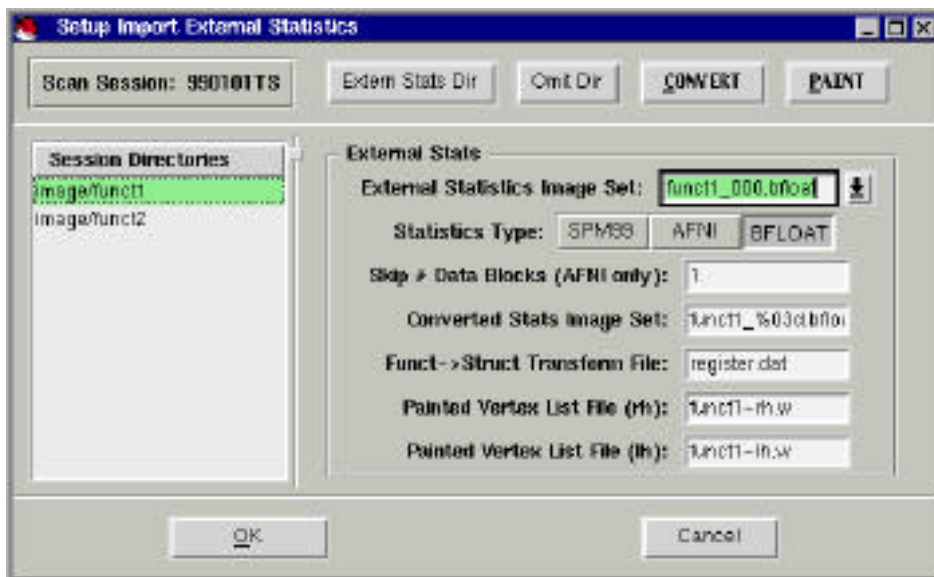 Setup Import External Statistics
Scan Session: 990101TS
Extern Stats Dir
Omit Dir
CONVERT
PAINT
Session Directories
image/funct1
image/funct2
External Stats
External Statistics Image Set: funct1_000.bfloat
Statistics Type: SPM99 AFNI BFLOAT
Skip # Data Blocks (AFNI only): 1
Converted Stats Image Set: funct1_%03d.bfloa
Funct->Struct Transform File: register.dat
Painted Vertex List File (rh): funct1-rh.w
Painted Vertex List File (lh): funct1-lh.w
OK
Cancel